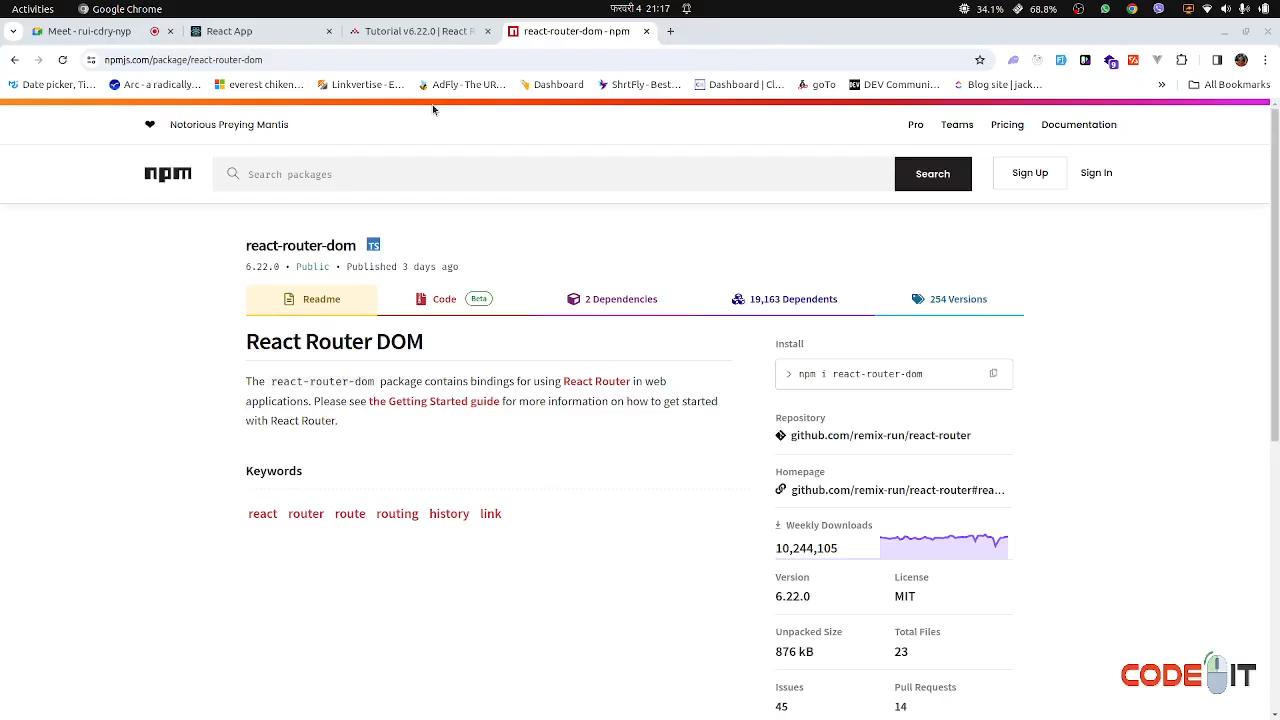 Activities
Google Chrome
फरवरी 4 21:17
34.1%
68.8%
Meet - rui-cdry-nyp
React App
Tutorial v6.22.0 | React R
react-router-dom - npm
npmjs.com/package/react-router-dom
Date picker, Ti...
Arc - a radically...
everest chicken...
Linkvertise - E...
AdFly - The UR...
Dashboard
ShrtFly - Best...
Dashboard | Cl...
goTo
DEV Communi...
Blog site | jack...
»
All Bookmarks
❤ Notorious Preying Mantis
Pro
Teams
Pricing
Documentation
npm
Search packages
Search
Sign Up
Sign In
react-router-dom TS
6.22.0 • Public • Published 3 days ago
Readme
Code Beta
2 Dependencies
19,163 Dependents
254 Versions
React Router DOM
The react-router-dom package contains bindings for using React Router in web
applications. Please see the Getting Started guide for more information on how to get started
with React Router.
Keywords
react router route routing history link
Install
> npm i react-router-dom
Repository
github.com/remix-run/react-router
Homepage
github.com/remix-run/react-router#rea...
Weekly Downloads
10,244,105
Version
6.22.0
License
MIT
Unpacked Size
876 kB
Total Files
23
Issues
45
Pull Requests
14
CODE IT